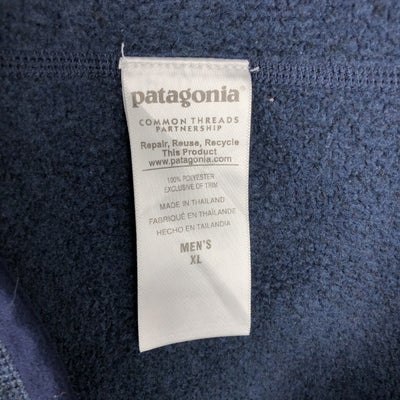 patagonia
COMMON THREADS
PARTNERSHIP
Repair, Reuse, Recycle
This Product
www.patagonia.com
100% POLYESTER
EXCLUSIVE OF TRIM
MADE IN THAILAND
FABRIQUÉ EN THAÏLANDE
HECHO EN TAILANDIA
MEN'S
XL